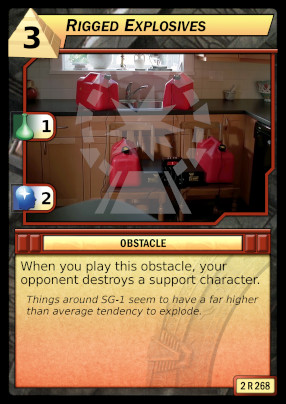 3
RIGGED EXPLOSIVES
1
2
OBSTACLE
When you play this obstacle, your
opponent destroys a support character.
Things around SG-1 seem to have a far higher
than average tendency to explode.
2 R 268